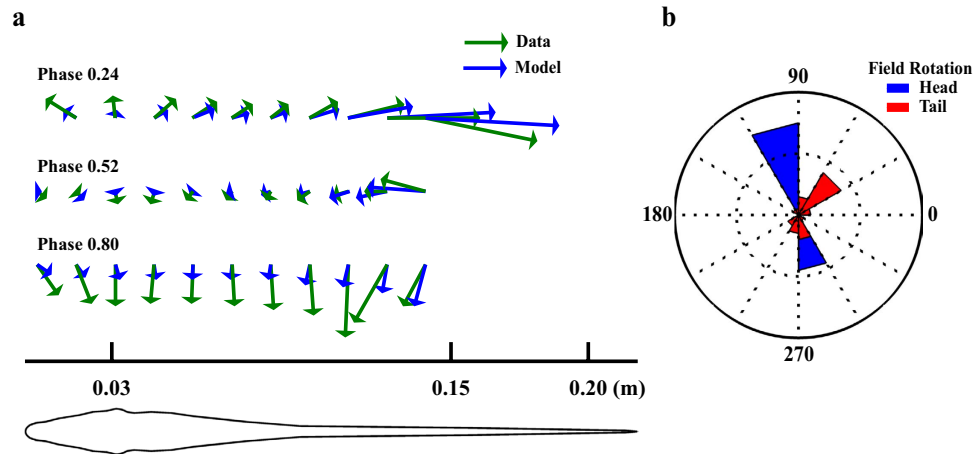 a
Data
Model
Phase 0.24
Phase 0.52
Phase 0.80
0.03
0.15
0.20 (m)
b
Field Rotation
Head
Tail
90
180
0
270